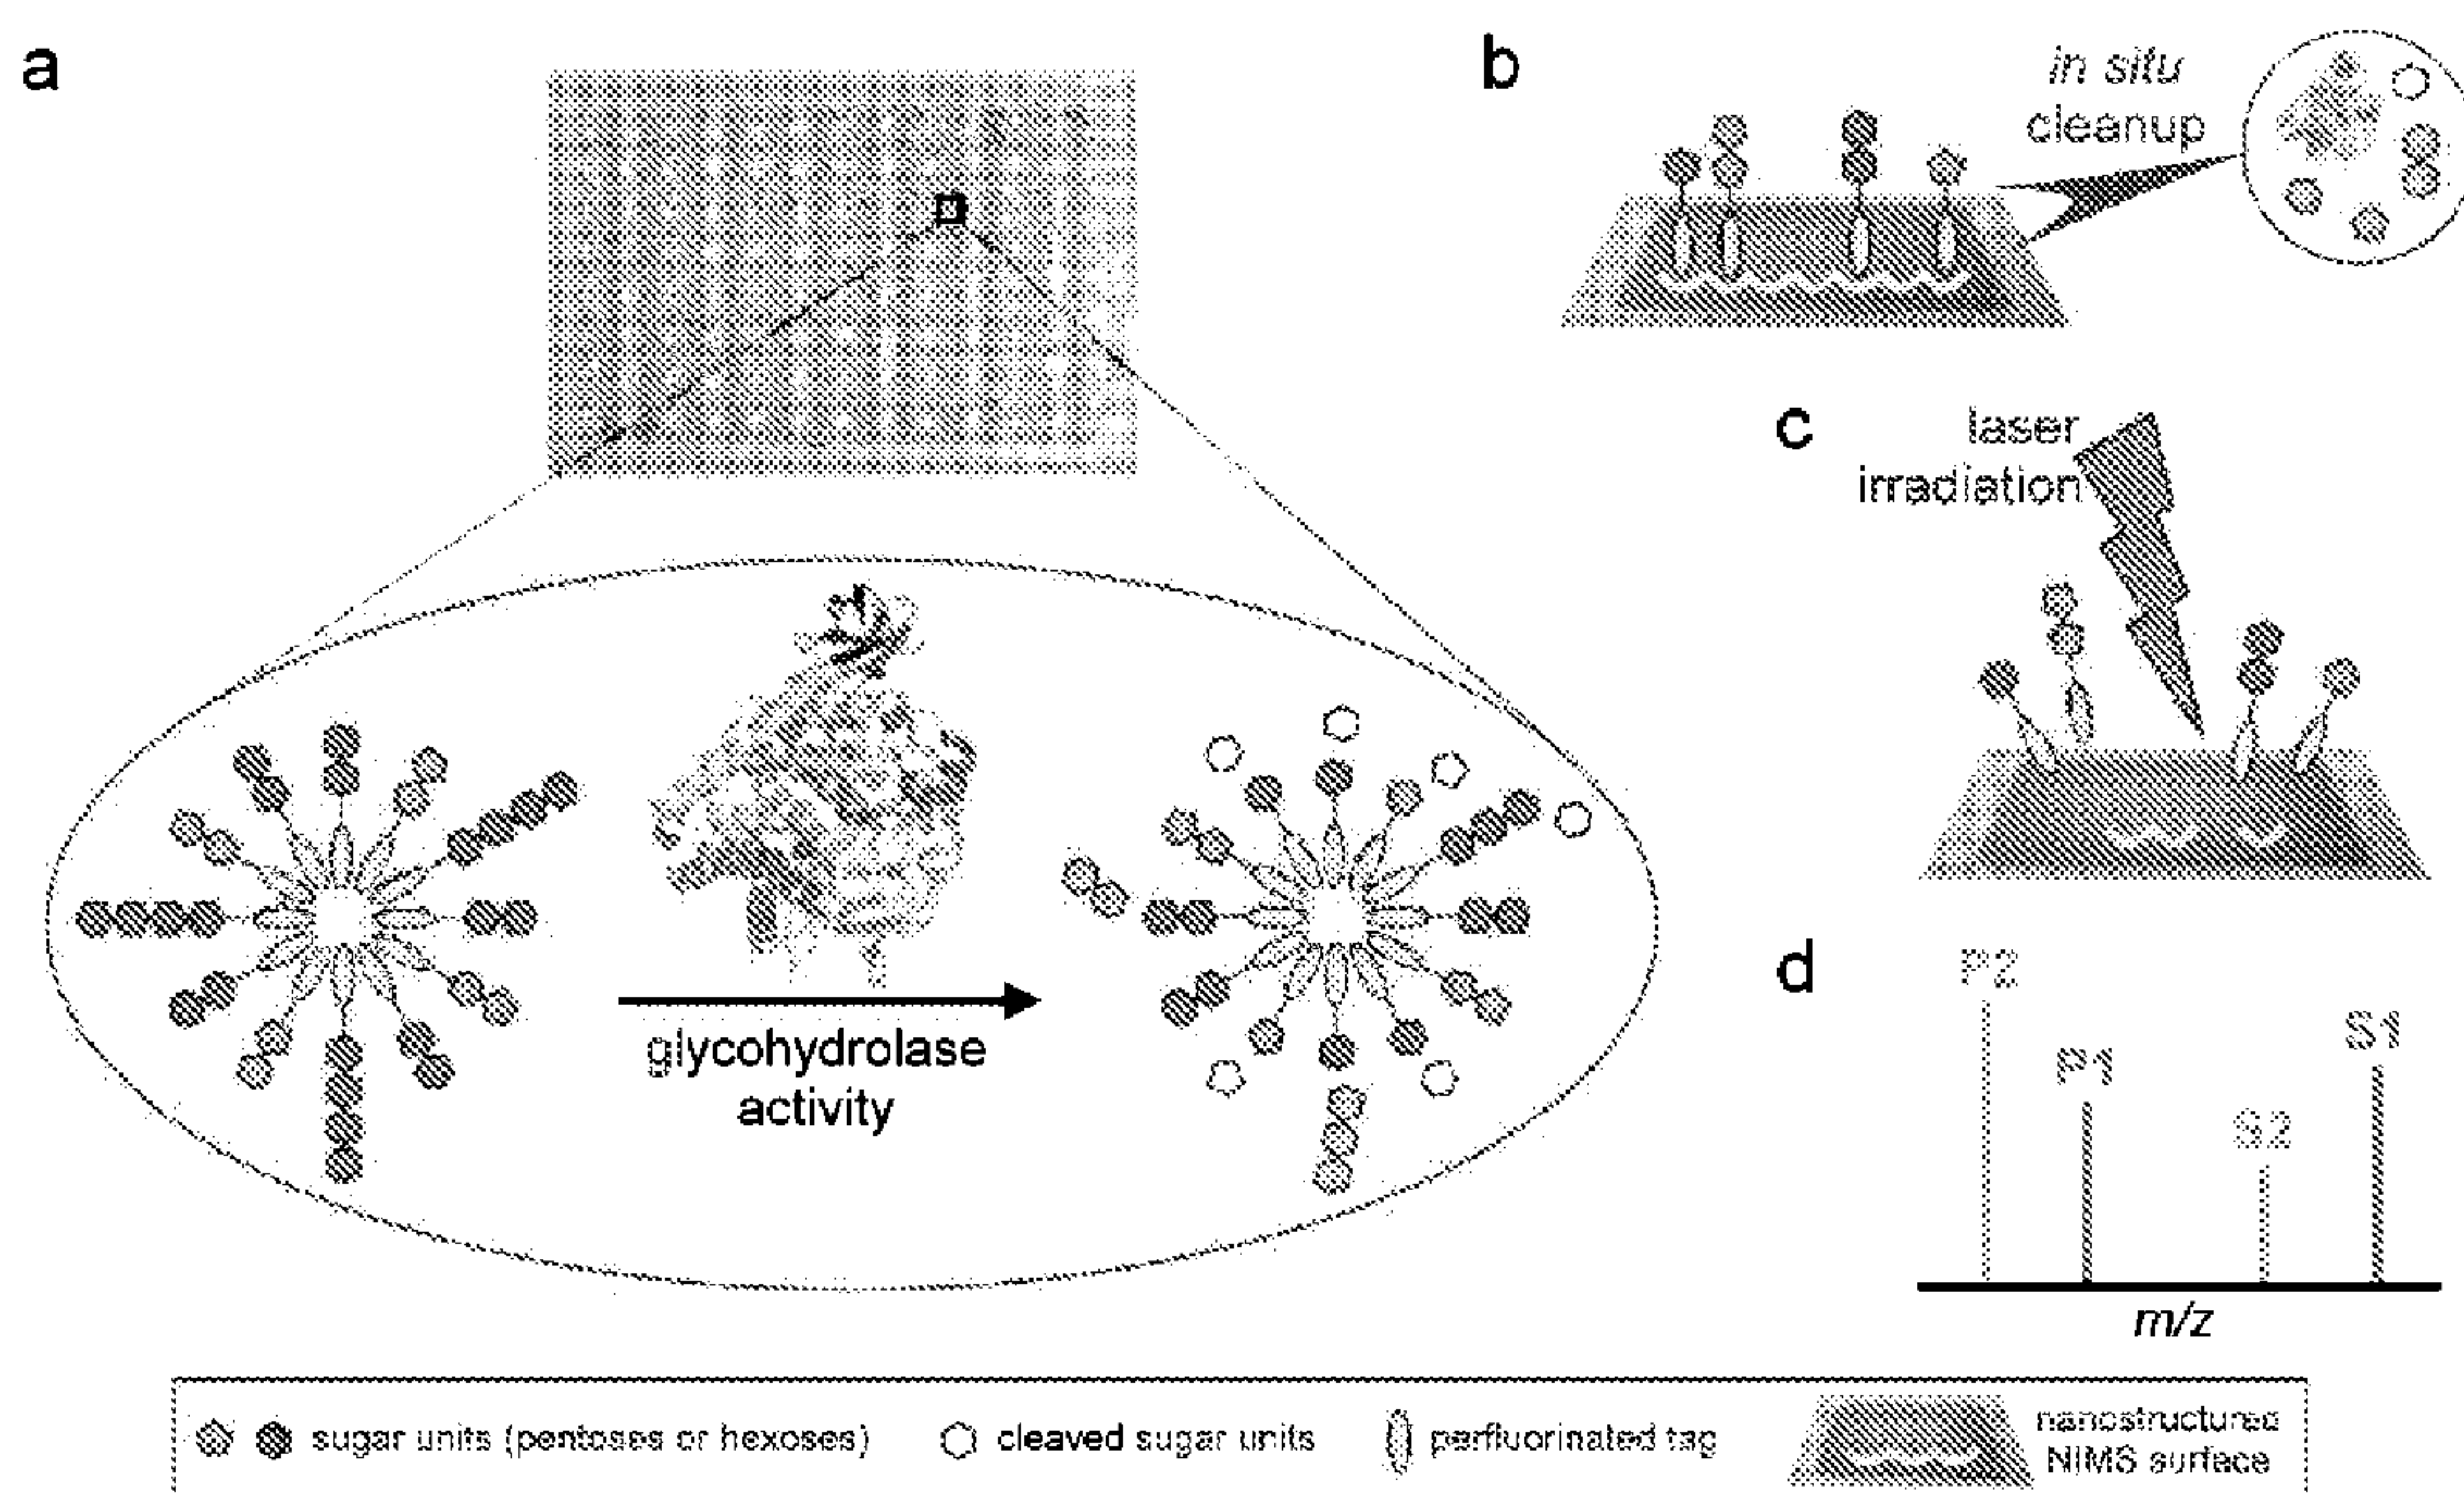 a
b
in situ
cleanup
c
laser
irradiation
glycohydrolase
activity
d
P2
P1
S2
S1
m/z
sugar units (pentoses or hexoses)
cleaved sugar units
perfluorinated tag
nanostructured
NIMS surface